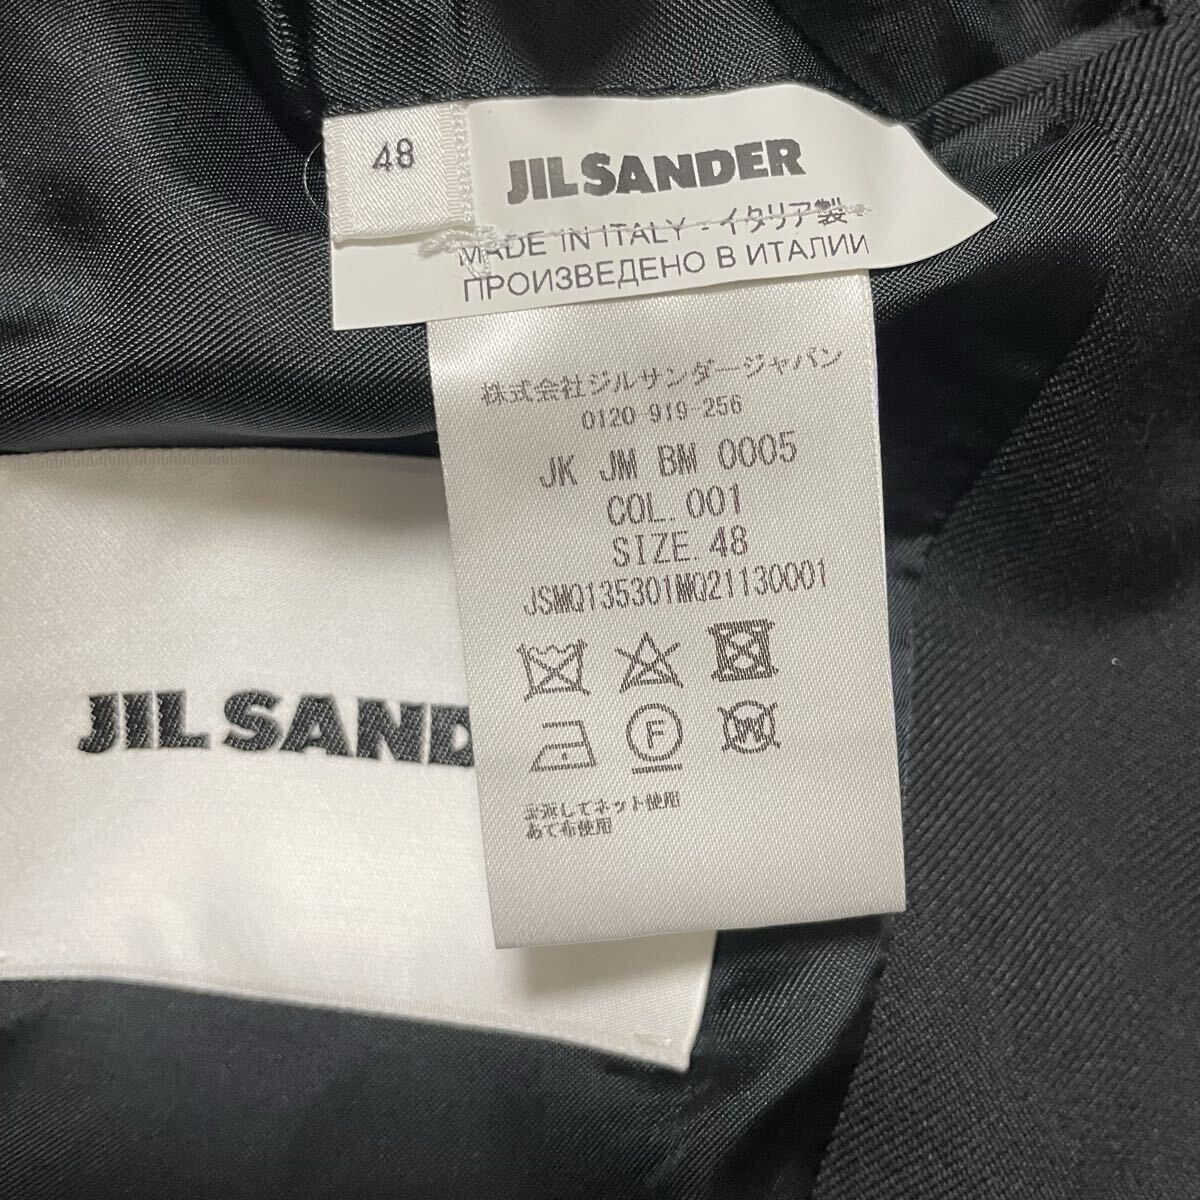 48
JIL SANDER
MADE IN ITALY - イタリア製
ПРОИЗВЕДЕНО В ИТАЛИИ
株式会社ジルサンダージャパン
0120-919-256
JK JM BM 0005
COL. 001
SIZE. 48
JSMQ135301MQ21130001
F
W
裏返してネット使用
あて布使用
JIL SAND